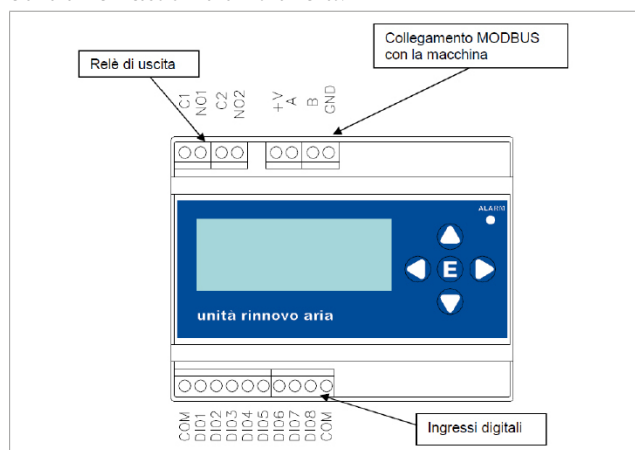 Collegamento MODBUS
con la macchina
Relè di uscita
C1
NO1
C2
NO2
+V
A
B
GND
ALARM
E
unità rinnovo aria
COM
DI01
DI02
DI03
DI04
DI05
DI06
DI07
DI08
COM
Ingressi digitali